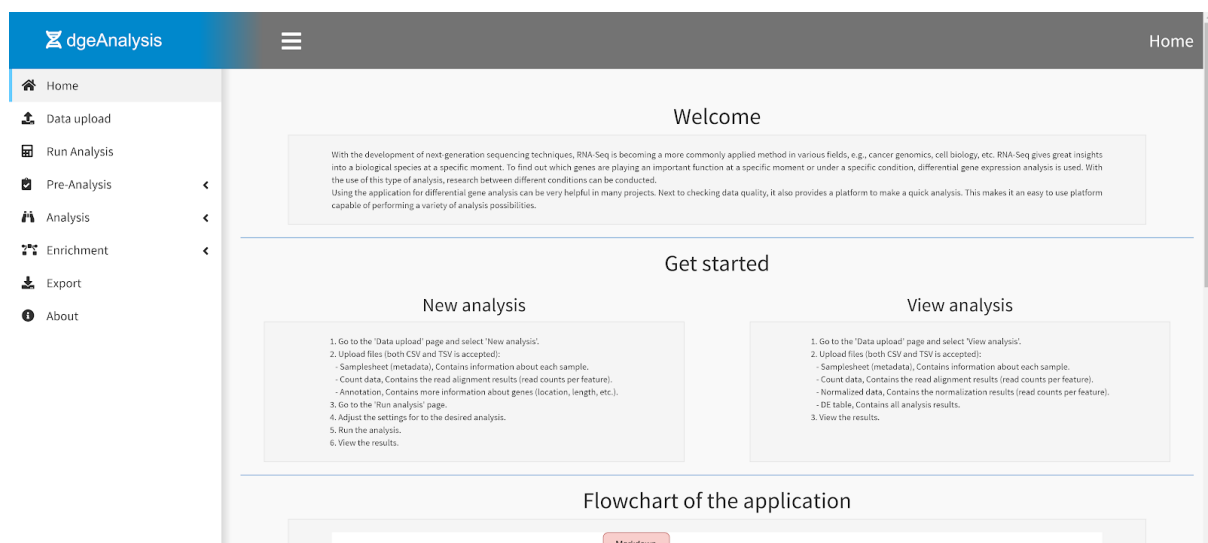 dgeAnalysis
Home
Home
Data upload
Run Analysis
Pre-Analysis
Analysis
Enrichment
Export
About
Welcome
With the development of next-generation sequencing techniques, RNA-Seq is becoming a more commonly applied method in various fields, e.g., cancer genomics, cell biology, etc. RNA-Seq gives great insights
into a biological species at a specific moment. To find out which genes are playing an important function at a specific moment or under a specific condition, differential gene expression analysis is used. With
the use of this type of analysis, research between different conditions can be conducted.
Using the application for differential gene analysis can be very helpful in many projects. Next to checking data quality, it also provides a platform to make a quick analysis. This makes it an easy to use platform
capable of performing a variety of analysis possibilities.
Get started
New analysis
1. Go to the 'Data upload' page and select 'New analysis'.
2. Upload files (both CSV and TSV is accepted):
- Samplesheet (metadata), Contains information about each sample.
- Count data, Contains the read alignment results (read counts per feature).
- Annotation, Contains more information about genes (location, length, etc.).
3. Go to the 'Run analysis' page.
4. Adjust the settings for to the desired analysis.
5. Run the analysis.
6. View the results.
View analysis
1. Go to the 'Data upload' page and select 'View analysis'.
2. Upload files (both CSV and TSV is accepted):
- Samplesheet (metadata), Contains information about each sample.
- Count data, Contains the read alignment results (read counts per feature).
- Normalized data, Contains the normalization results (read counts per feature).
- DE table, Contains all analysis results.
3. View the results.
Flowchart of the application